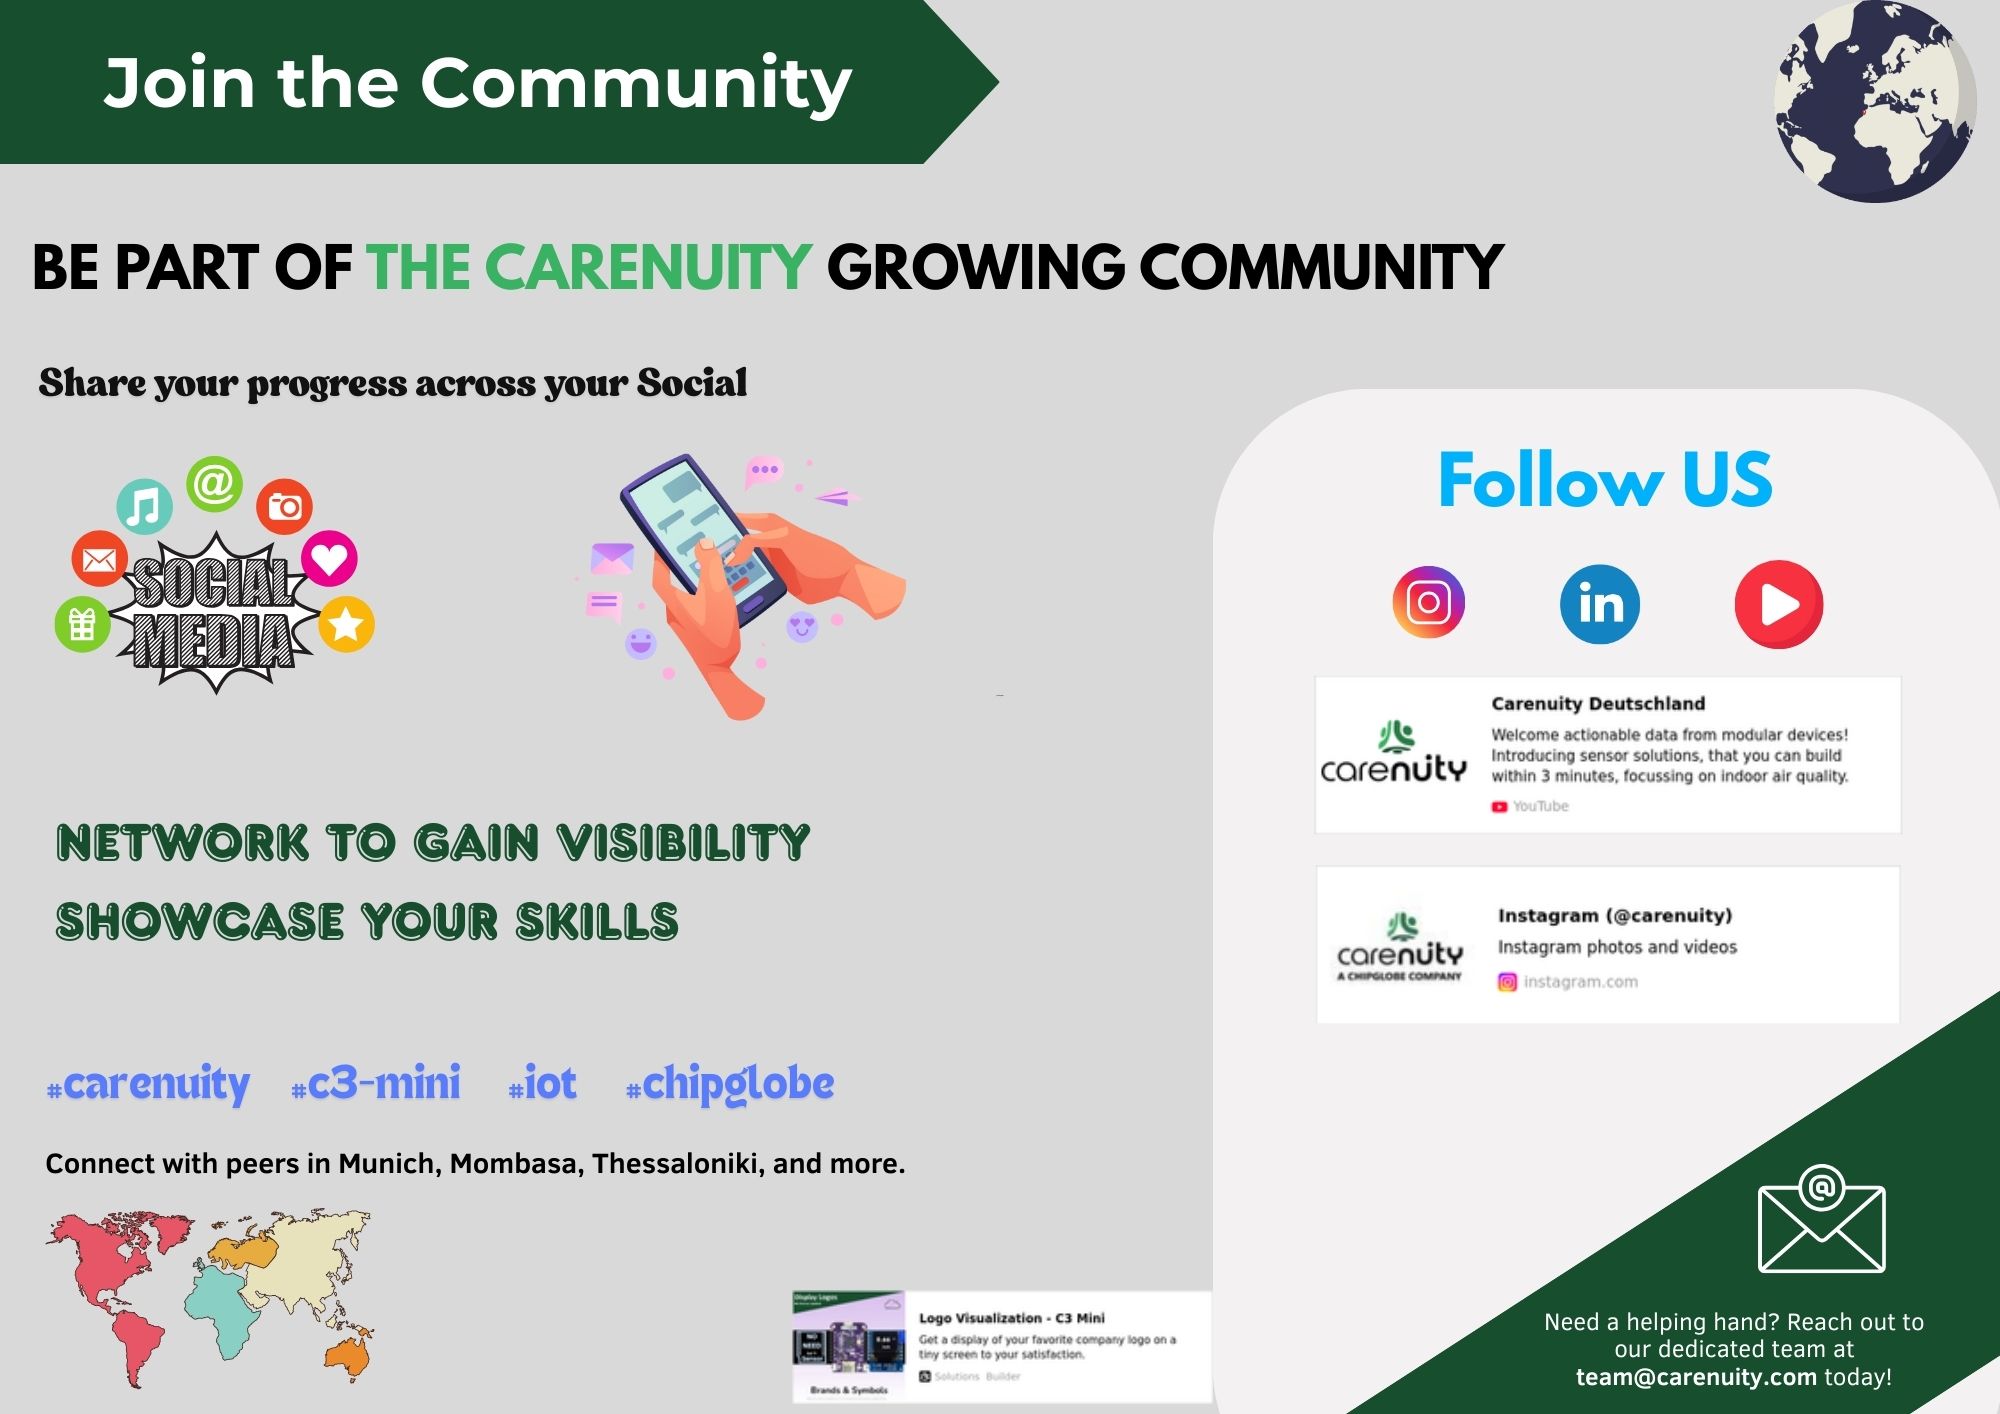 Join the Community
BE PART OF THE CARENUITY GROWING COMMUNITY
Share your progress across your Social
@
SOCIAL
MEDIA
NETWORK TO GAIN VISIBILITY
SHOWCASE YOUR SKILLS
#carenuity #c3-mini #iot #chipglobe
Connect with peers in Munich, Mombasa, Thessaloniki, and more.
Display Logos
NO
NEED
Sensor
Brands & Symbols
Logo Visualization - C3 Mini
Get a display of your favorite company logo on a
tiny screen to your satisfaction.
Solutions Builder
Follow US
in
carenuity
Carenuity Deutschland
Welcome actionable data from modular devices!
Introducing sensor solutions, that you can build
within 3 minutes, focussing on indoor air quality.
YouTube
carenuity
A CHIPGLOBE COMPANY
Instagram (@carenuity)
Instagram photos and videos
instagram.com
@
Need a helping hand? Reach out to
our dedicated team at
team@carenuity.com today!